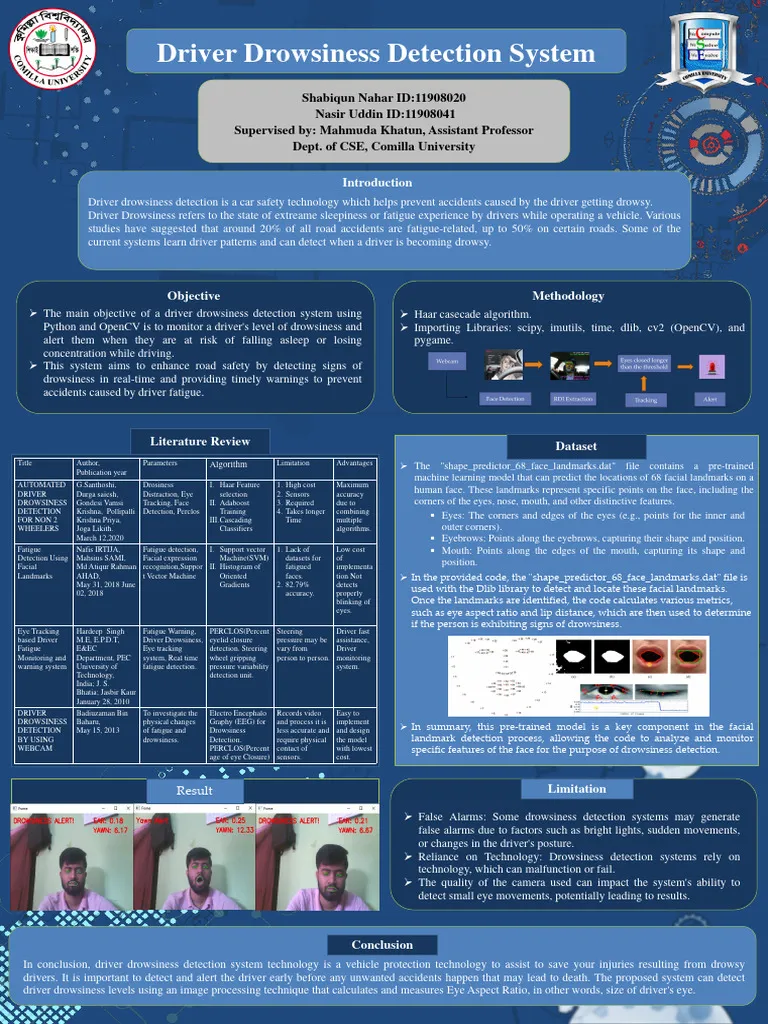 কুমিল্লা বিশ্ববিদ্যালয়
COMILLA UNIVERSITY
Driver Drowsiness Detection System
COMILLA UNIVERSITY
Shabiqun Nahar ID:11908020
Nasir Uddin ID:11908041
Supervised by: Mahmuda Khatun, Assistant Professor
Dept. of CSE, Comilla University
Introduction
Driver drowsiness detection is a car safety technology which helps prevent accidents caused by the driver getting drowsy.
Driver Drowsiness refers to the state of extreame sleepiness or fatigue experience by drivers while operating a vehicle. Various
studies have suggested that around 20% of all road accidents are fatigue-related, up to 50% on certain roads. Some of the
current systems learn driver patterns and can detect when a driver is becoming drowsy.
Objective
➢ The main objective of a driver drowsiness detection system using
Python and OpenCV is to monitor a driver's level of drowsiness and
alert them when they are at risk of falling asleep or losing
concentration while driving.
➢ This system aims to enhance road safety by detecting signs of
drowsiness in real-time and providing timely warnings to prevent
accidents caused by driver fatigue.
Methodology
➢ Haar casecade algorithm.
➢ Importing Libraries: scipy, imutils, time, dlib, cv2 (OpenCV), and
pygame.
Webcam
Eyes closed longer
than the threshold
Face Detection
ROI Extraction
Tracking
Alert
Literature Review
Title
Author,
Publication year
Parameters
Algorithm
Limitation
Advantages
AUTOMATED
DRIVER
DROWSINESS
DETECTION
FOR NON 2
WHEELERS
G.Santhoshi,
Durga saicsh,
Gondesi Vamsi
Krishna, Pollipalli
Krishna Priya,
Joga Likith.
March 12,2020
Drosiness
Distraction, Eye
Tracking, Face
Detection, Perclos
I. Haar Feature
selection
II. Adaboost
Training
III.Cascading
Classifiers
1. High cost
2. Sensors
3. Required
4. Takes longer
Time
Maximum
accuracy
due to
combining
multiple
algorithms.
Fatigue
Detection Using
Facial
Landmarks
Nafis IRTIJA,
Mahsius SAMI,
Md Atiqur Rahman
AHAD,
May 31, 2018 June
02, 2018
Fatigue detection,
Facial expression
recognition,Suppor
t Vector Machine
I. Support vector
Machine(SVM)
II. Histogram of
Oriented
Gradients
1. Lack of
datasets for
fatigued
faces.
2. 82.79%
accuracy.
Low cost
of
implementa
tion Not
detects
properly
blinking of
eyes.
Eye Tracking
based Driver
Fatigue
Monitoring and
warning system
Hardeep Singh
M.E, E.P.D.T,
E&EC
Department, PEC
University of
Technology,
India; J. S.
Bhatia; Jasbir Kaur
January 28, 2010
Fatigue Warning,
Driver Drowsiness,
Eye tracking
system, Real time
fatigue detection.
PERCLOS(Percent
eyelid closure
detection. Steering
wheel gripping
pressure variability
detection unit.
Steering
pressure may be
vary from
person to person.
Driver fast
assistance,
Driver
monitoring
system.
DRIVER
DROWSINESS
DETECTION
BY USING
WEBCAM
Badiuzaman Bin
Baharu,
May 15, 2013
To investigate the
physical changes
of fatigue and
drowsiness.
Electro Encephalo
Graphy (EEG) for
Drowsiness
Detection.
PERCLOS(Percent
age of eye Closure)
Records video
and process it is
less accurate and
require physical
contact of
sensors.
Easy to
implement
and design
the model
with lowest
cost.
Dataset
➢ The "shape_predictor_68_face_landmarks.dat" file contains a pre-trained
machine learning model that can predict the locations of 68 facial landmarks on a
human face. These landmarks represent specific points on the face, including the
corners of the eyes, nose, mouth, and other distinctive features.
▪ Eyes: The corners and edges of the eyes (e.g., points for the inner and
outer corners).
▪ Eyebrows: Points along the eyebrows, capturing their shape and position.
▪ Mouth: Points along the edges of the mouth, capturing its shape and
position.
➢ In the provided code, the "shape_predictor_68_face_landmarks.dat" file is
used with the Dlib library to detect and locate these facial landmarks.
Once the landmarks are identified, the code calculates various metrics,
such as eye aspect ratio and lip distance, which are then used to determine
if the person is exhibiting signs of drowsiness.
➢ In summary, this pre-trained model is a key component in the facial
landmark detection process, allowing the code to analyze and monitor
specific features of the face for the purpose of drowsiness detection.
Result
Frame
Frame
Frame
DROWSINESS ALERT! EAR: 0.18
YAWN: 6.17
Yawn EAR: 0.25
YAWN: 12.33
DROWSINESS ALERT! EAR: 0.21
YAWN: 6.67
Limitation
➢ False Alarms: Some drowsiness detection systems may generate
false alarms due to factors such as bright lights, sudden movements,
or changes in the driver's posture.
➢ Reliance on Technology: Drowsiness detection systems rely on
technology, which can malfunction or fail.
➢ The quality of the camera used can impact the system's ability to
detect small eye movements, potentially leading to results.
Conclusion
In conclusion, driver drowsiness detection system technology is a vehicle protection technology to assist to save your injuries resulting from drowsy
drivers. It is important to detect and alert the driver early before any unwanted accidents happen that may lead to death. The proposed system can detect
driver drowsiness levels using an image processing technique that calculates and measures Eye Aspect Ratio, in other words, size of driver's eye.